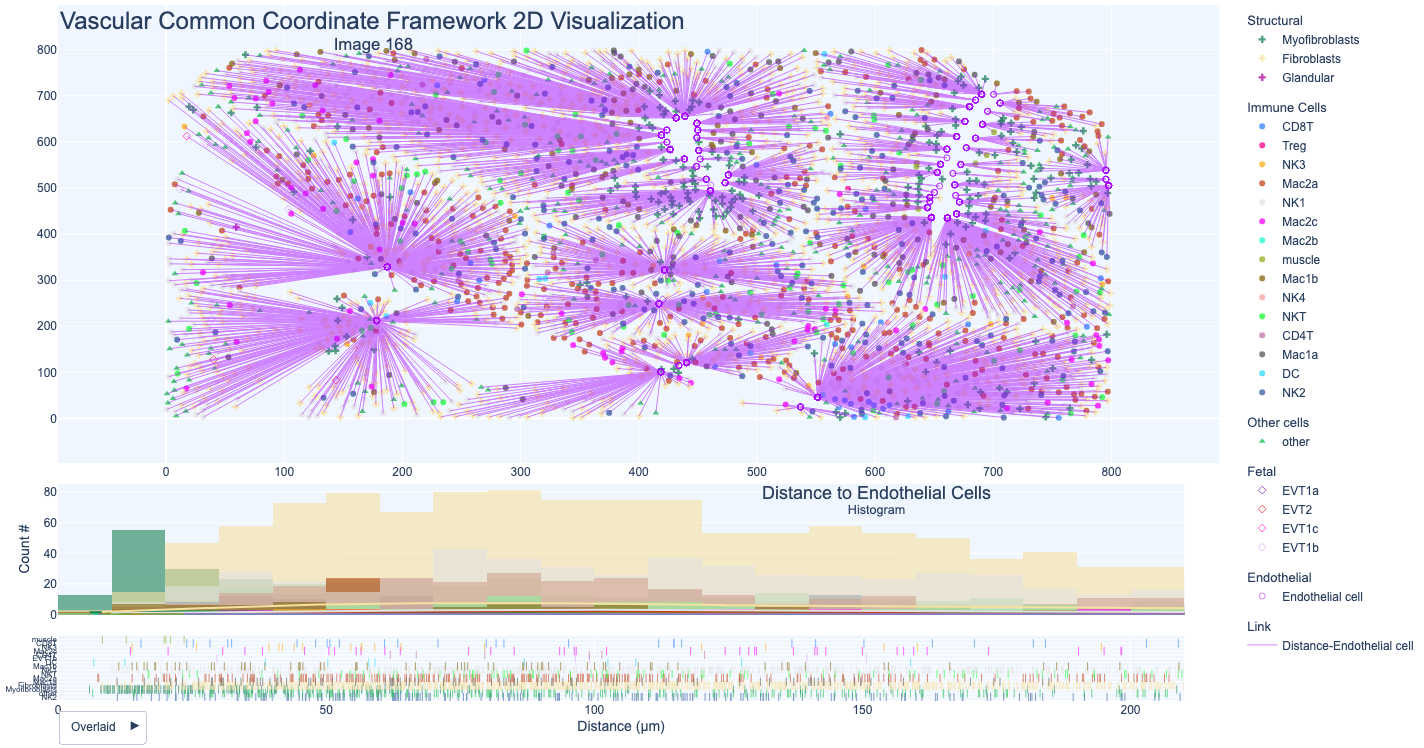 Vascular Common Coordinate Framework 2D Visualization
Image 168
800
700
600
500
400
300
200
100
0
0 100 200 300 400 500 600 700 800
Structural
Myofibroblasts
Fibroblasts
Glandular
Immune Cells
CD8T
Treg
NK3
Mac2a
NK1
Mac2c
Mac2b
muscle
Mac1b
NK4
NKT
CD4T
Mac1a
DC
NK2
Other cells
other
Fetal
EVT1a
EVT2
EVT1c
EVT1b
Endothelial
Endothelial cell
Link
Distance-Endothelial cell
Distance to Endothelial Cells
Histogram
Count #
80
60
40
20
0
muscle
NKT
Myofibroblasts
0 50 100 150 200
Distance (μm)
Overlaid ►